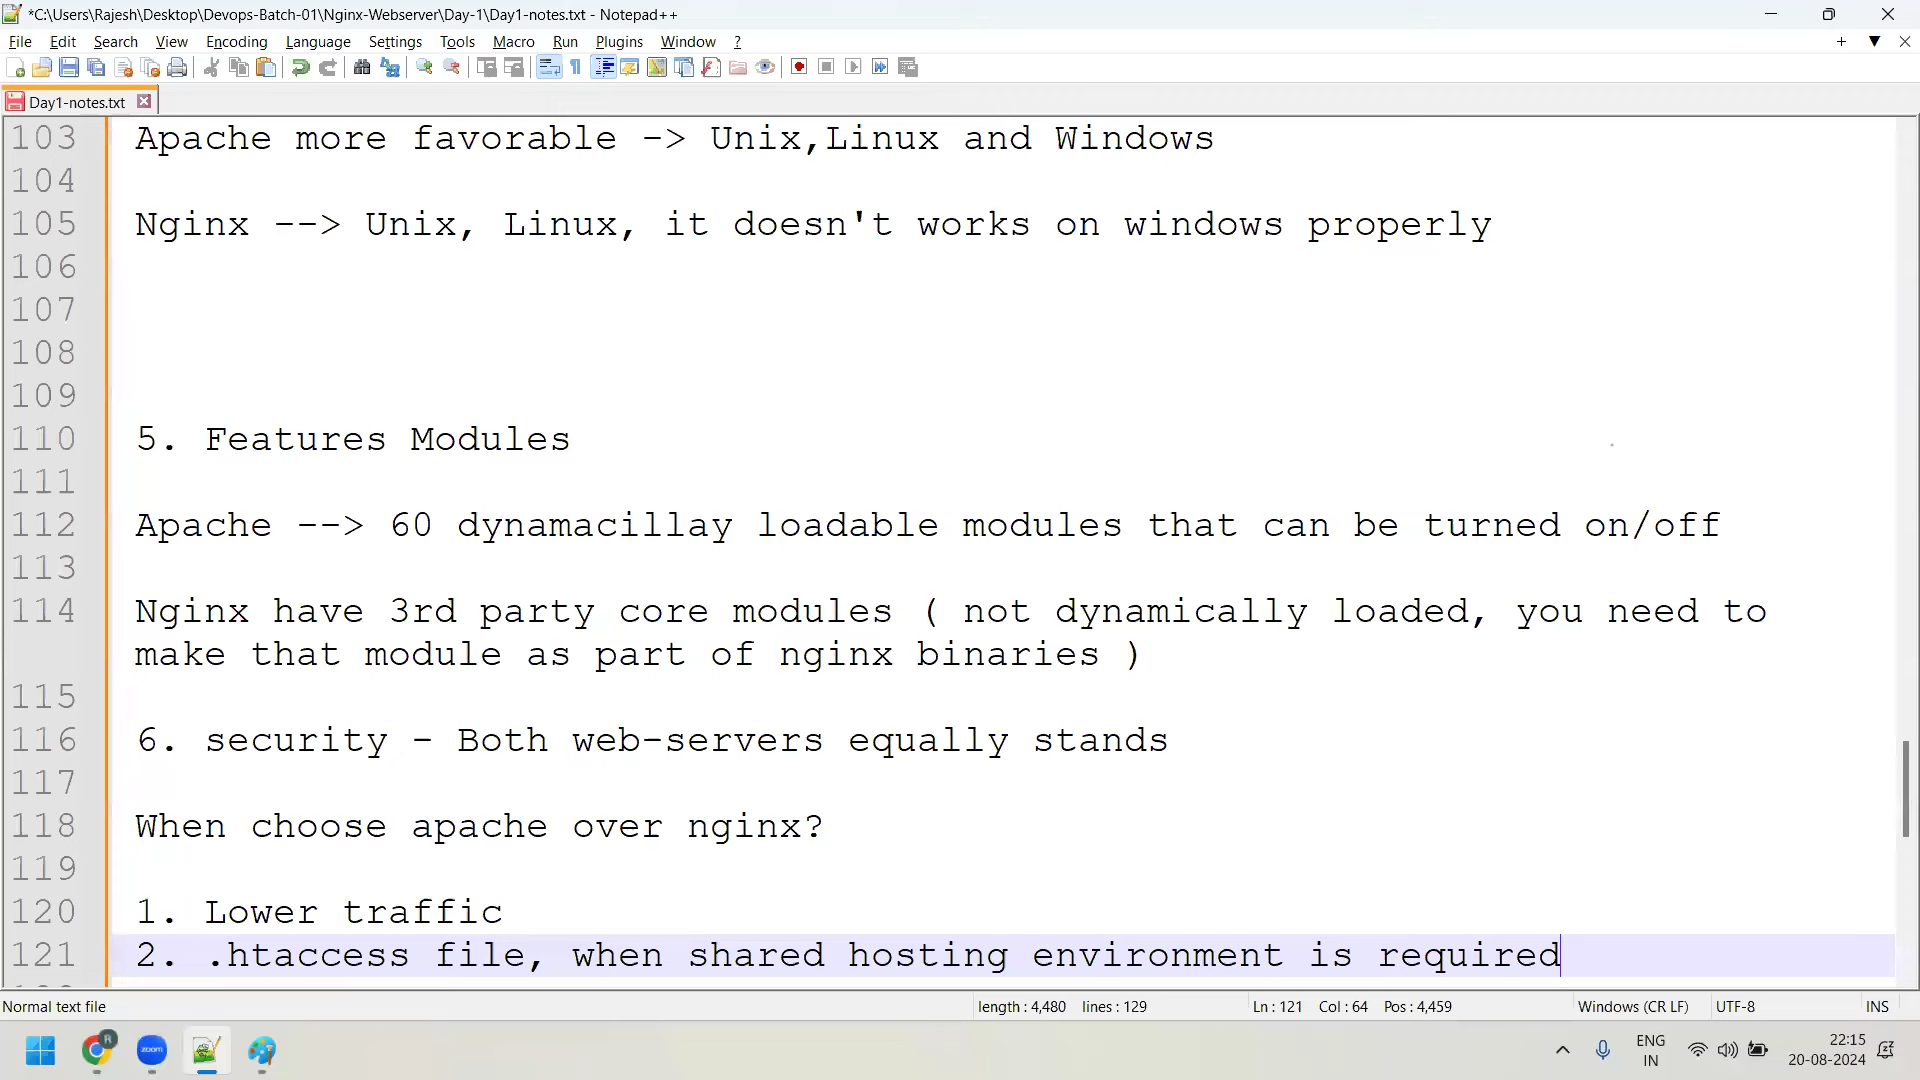 *C:\Users\Rajesh\Desktop\Devops-Batch-01\Nginx-Webserver\Day-1\Day1-notes.txt - Notepad++
File Edit Search View Encoding Language Settings Tools Macro Run Plugins Window ?
Day1-notes.txt
103 Apache more favorable -> Unix,Linux and Windows
104
105 Nginx --> Unix, Linux, it doesn't works on windows properly
106
107
108
109
110 5. Features Modules
111
112 Apache --> 60 dynamacillay loadable modules that can be turned on/off
113
114 Nginx have 3rd party core modules ( not dynamically loaded, you need to
make that module as part of nginx binaries )
115
116 6. security - Both web-servers equally stands
117
118 When choose apache over nginx?
119
120 1. Lower traffic
121 2. .htaccess file, when shared hosting environment is required
Normal text file length : 4,480 lines : 129 Ln : 121 Col : 64 Pos : 4,459 Windows (CR LF) UTF-8 INS
R
zoom
ENG
IN
22:15
20-08-2024